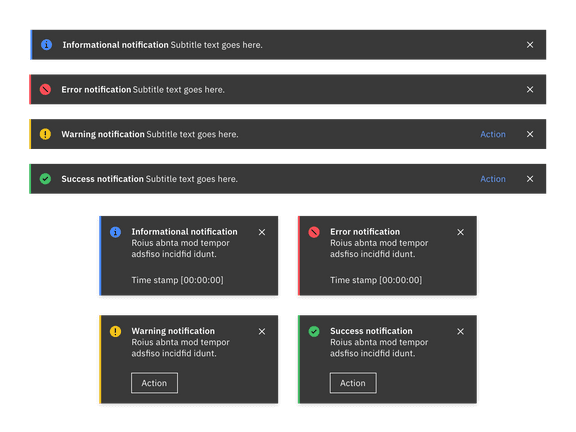 Informational notification Subtitle text goes here.
Error notification Subtitle text goes here.
Warning notification Subtitle text goes here. Action
Success notification Subtitle text goes here. Action
Informational notification
Roius abnta mod tempor
adsfiso incidfid idunt.
Time stamp [00:00:00]
Error notification
Roius abnta mod tempor
adsfiso incidfid idunt.
Time stamp [00:00:00]
Warning notification
Roius abnta mod tempor
adsfiso incidfid idunt.
Action
Success notification
Roius abnta mod tempor
adsfiso incidfid idunt.
Action